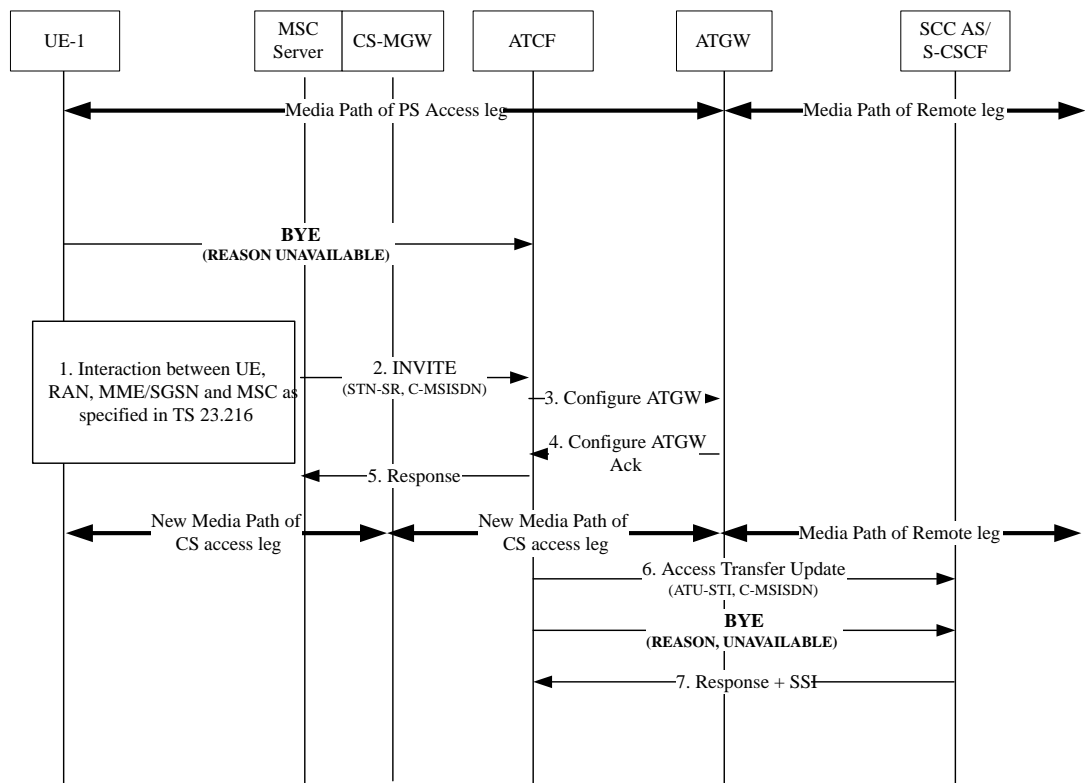 UE-1
MSC
Server
CS-MGW
ATCF
ATGW
SCC AS/
S-CSCF
Media Path of PS Access leg
Media Path of Remote leg
BYE
(REASON UNAVAILABLE)
1. Interaction between UE,
RAN, MME/SGSN and MSC as
specified in TS 23.216
2. INVITE
(STN-SR, C-MSISDN)
3. Configure ATGW
4. Configure ATGW
Ack
5. Response
New Media Path of
CS access leg
New Media Path of
CS access leg
Media Path of Remote leg
6. Access Transfer Update
(ATU-STI, C-MSISDN)
BYE
(REASON, UNAVAILABLE)
7. Response + SSI